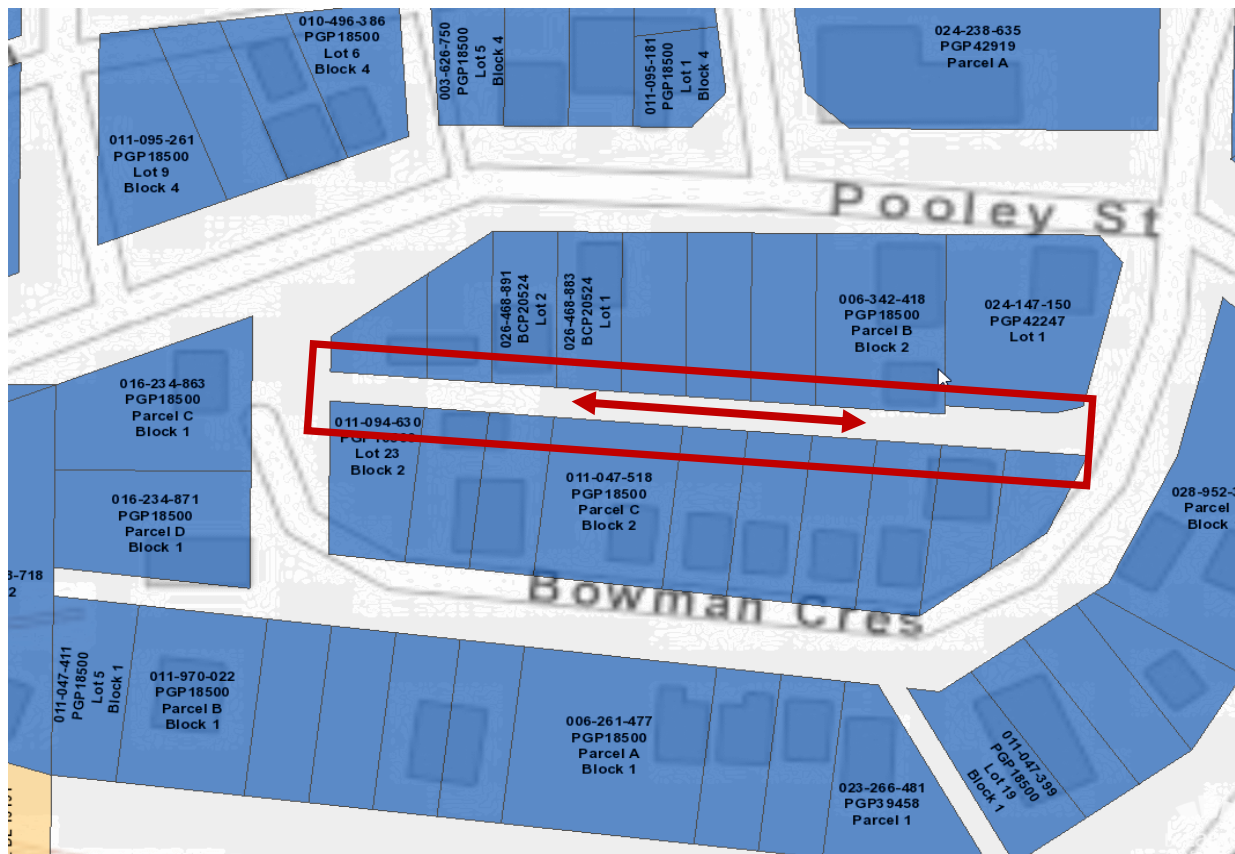 010-496-386
PGP18500
Lot 6
Block 4
003-626-750
PGP18500
Lot 5
Block 4
011-095-181
PGP18500
Lot 1
Block 4
024-238-635
PGP42919
Parcel A
011-095-261
PGP18500
Lot 9
Block 4
Pooley St
026-468-891
BCP20524
Lot 2
026-468-883
BCP20524
Lot 1
006-342-418
PGP18500
Parcel B
Block 2
024-147-150
PGP42247
Lot 1
016-234-863
PGP18500
Parcel C
Block 1
011-094-630
PGP18500
Lot 23
Block 2
011-047-518
PGP18500
Parcel C
Block 2
016-234-871
PGP18500
Parcel D
Block 1
028-952-3
Parcel
Block
3-718
2
Bowman Cres
011-047-411
PGP18500
Lot 5
Block 1
011-970-022
PGP18500
Parcel B
Block 1
006-261-477
PGP18500
Parcel A
Block 1
023-266-481
PGP39458
Parcel 1
011-047-399
PGP18500
Lot 19
Block 1